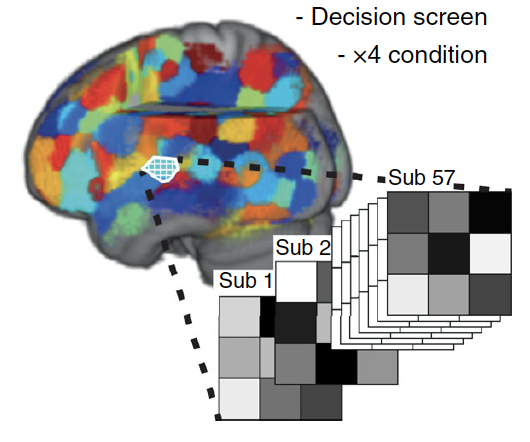 - Decision screen
- ×4 condition
Sub 57
Sub 2
Sub 1